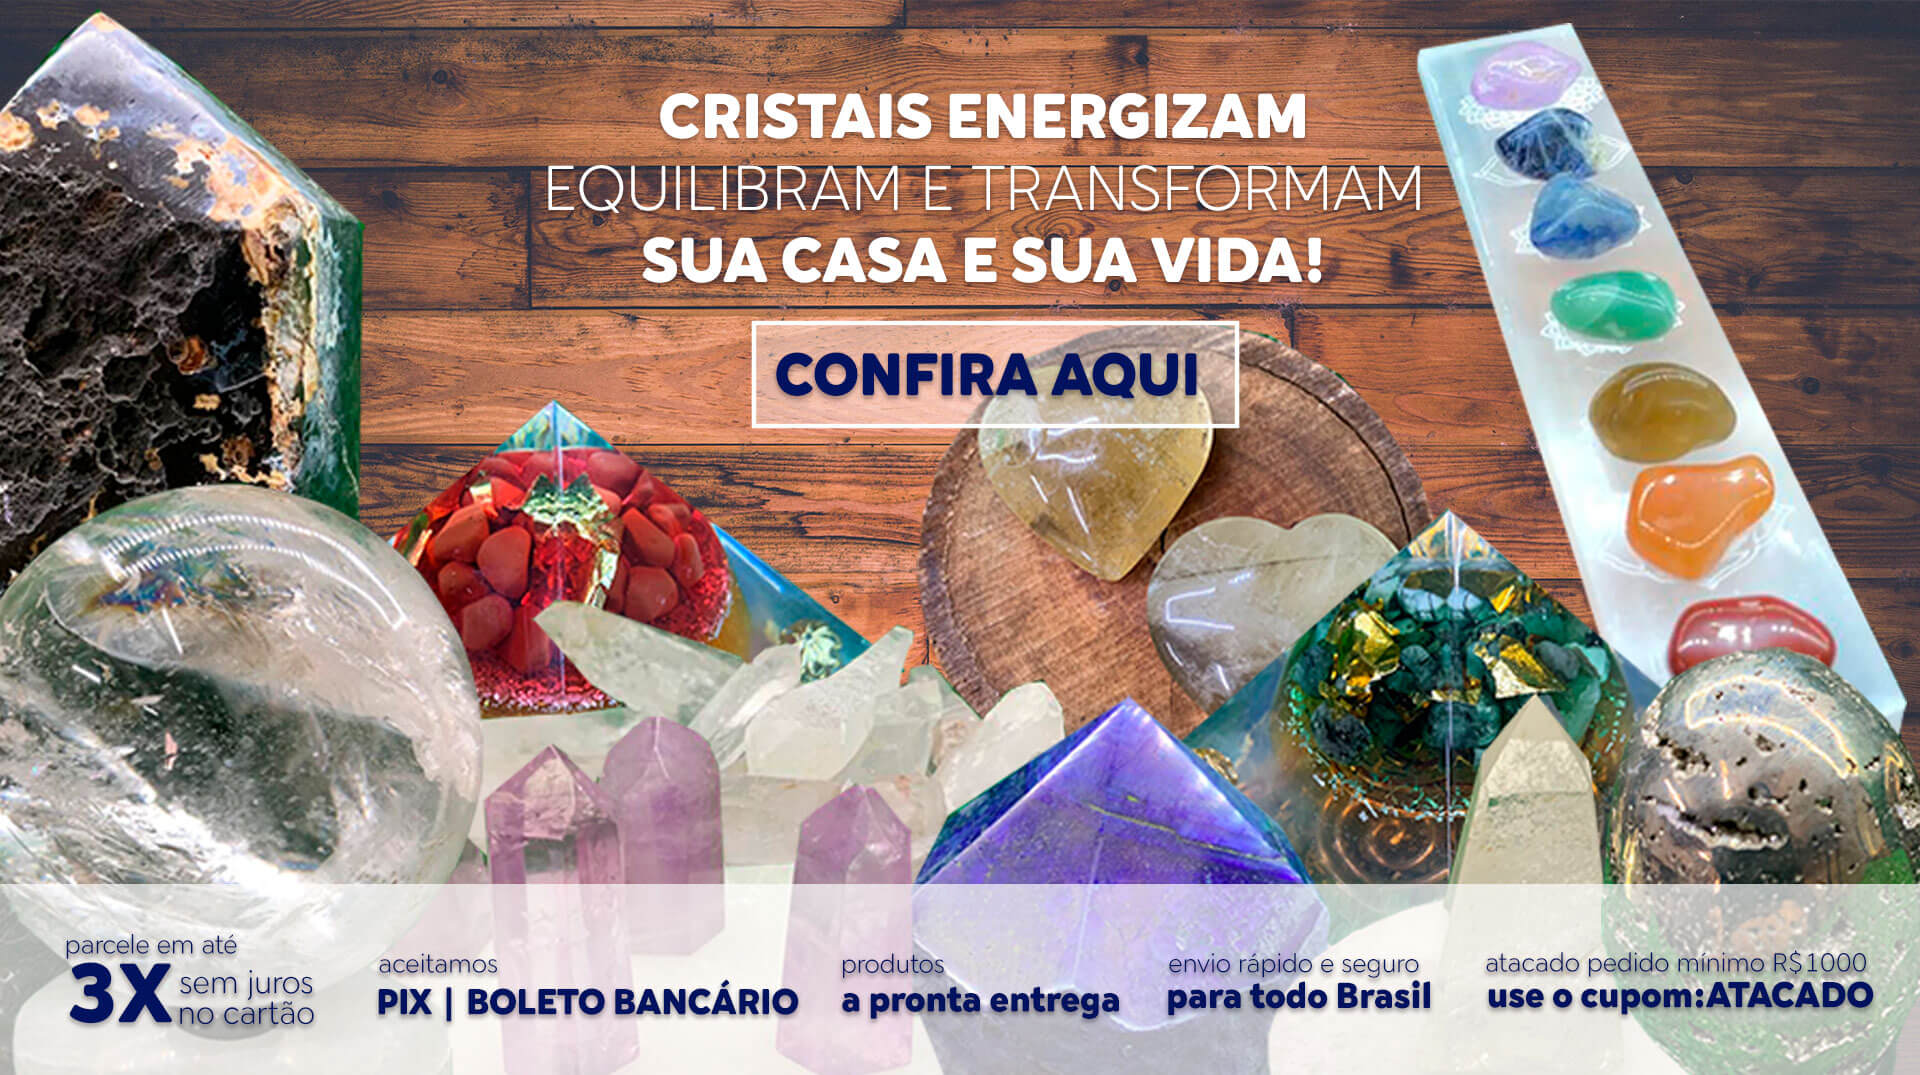 CRISTAIS ENERGIZAM
EQUILIBRAM E TRANSFORMAM
SUA CASA E SUA VIDA!
CONFIRA AQUI
parcele em até
3X sem juros
no cartão
aceitamos
PIX | BOLETO BANCÁRIO
produtos
a pronta entrega
envio rápido e seguro
para todo Brasil
atacado pedido mínimo R$1000
use o cupom:ATACADO